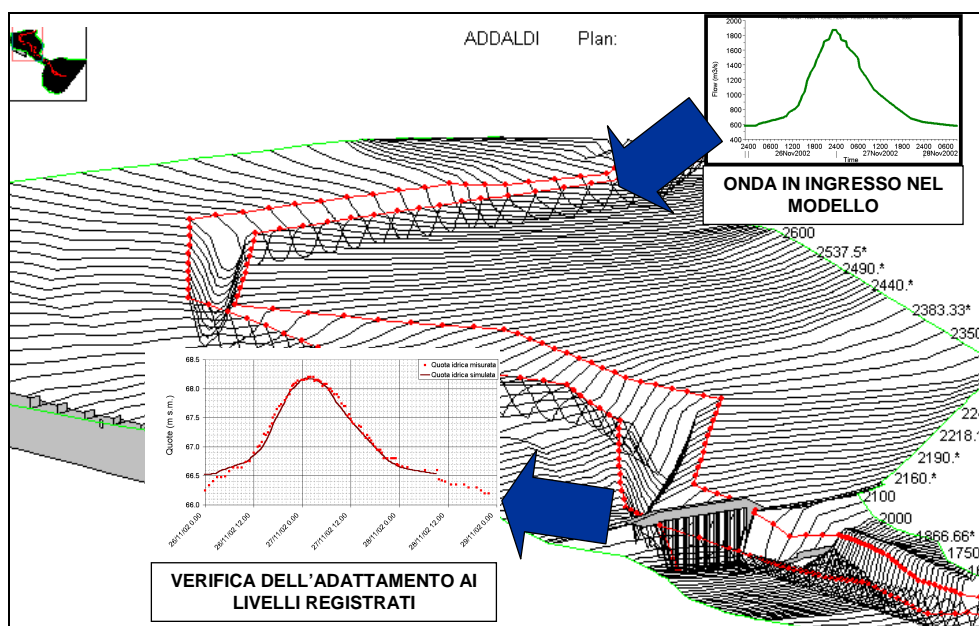 ADDALDI Plan:
2000
1800
1600
1400
1200
1000
800
600
400
Flow (m3/s)
2400 0600 1200 1800 2400 0600 1200 1800 0600
26Nov2002 27Nov2002 28Nov2002
Time
ONDA IN INGRESSO NEL
MODELLO
2600
2537.5*
2490.*
2440.*
2383.33*
2350
2218.
2190.*
2160.*
2100
2000
1866.66*
1750
68.5
68.0
67.5
67.0
66.5
66.0
Quote (m s.m.)
Quota idrica misurata
Quota idrica simulata
26/11/02 0.00
26/11/02 12.00
27/11/02 0.00
27/11/02 12.00
28/11/02 0.00
28/11/02 12.00
29/11/02 0.00
VERIFICA DELL'ADATTAMENTO AI
LIVELLI REGISTRATI